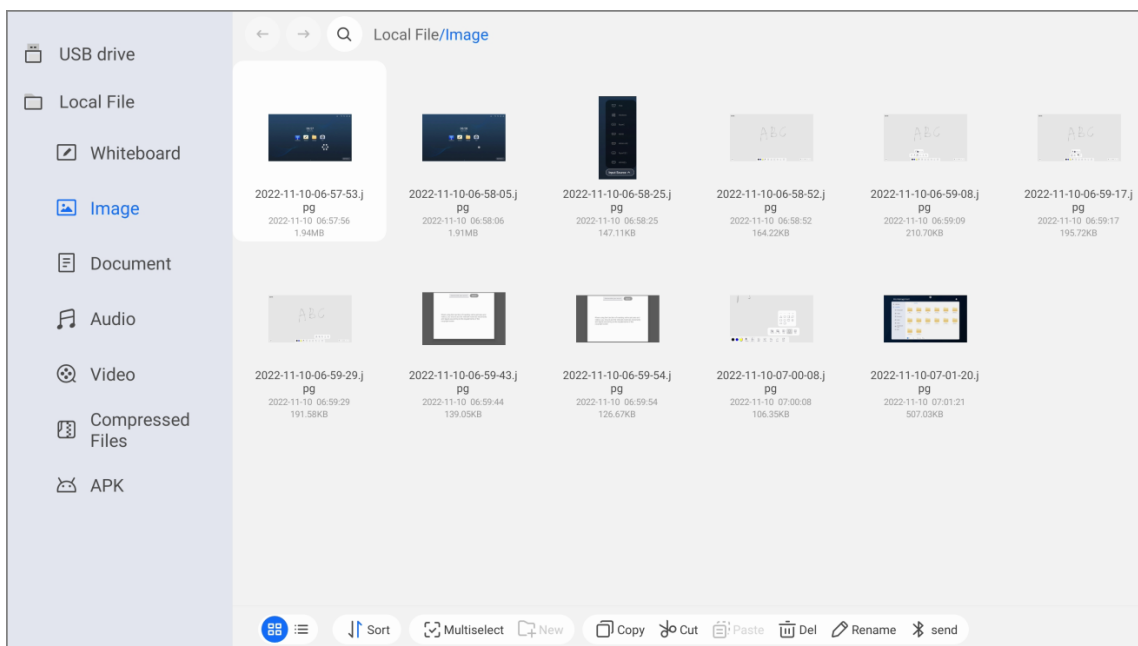 USB drive
Local File
Whiteboard
Image
Document
Audio
Video
Compressed
Files
APK
Local File/Image
2022-11-10-06-57-53.j
pg
2022-11-10 06:57:56
1.94MB
2022-11-10-06-58-05.j
pg
2022-11-10 06:58:06
1.91MB
2022-11-10-06-58-25.j
pg
2022-11-10 06:58:25
147.11KB
2022-11-10-06-58-52.j
pg
2022-11-10 06:58:52
164.22KB
2022-11-10-06-59-08.j
pg
2022-11-10 06:59:09
210.70KB
2022-11-10-06-59-17.j
pg
2022-11-10 06:59:17
195.72KB
2022-11-10-06-59-29.j
pg
2022-11-10 06:59:29
191.58KB
2022-11-10-06-59-43.j
pg
2022-11-10 06:59:44
139.05KB
2022-11-10-06-59-54.j
pg
2022-11-10 06:59:54
126.67KB
2022-11-10-07-00-08.j
pg
2022-11-10 07:00:08
106.35KB
2022-11-10-07-01-20.j
pg
2022-11-10 07:01:21
507.03KB
Sort
Multiselect
New
Copy
Cut
Paste
Del
Rename
send